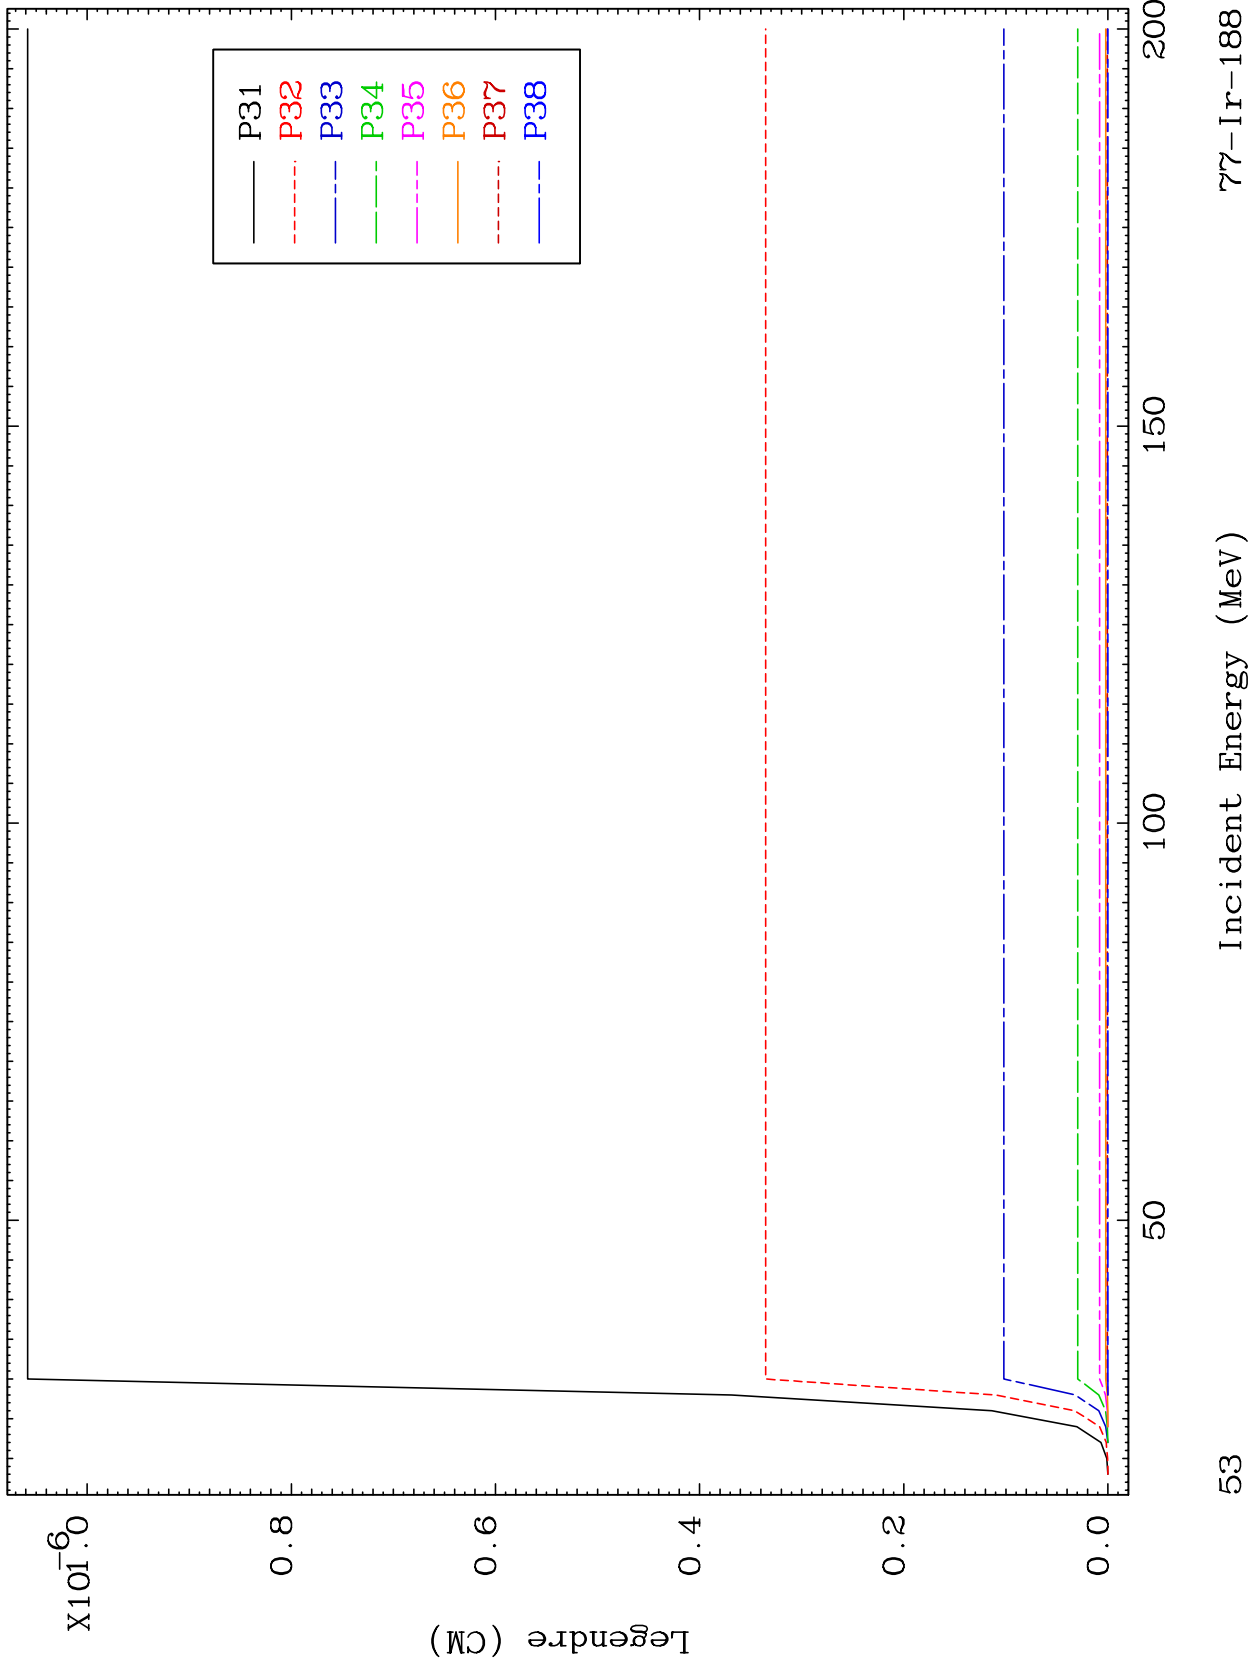 X10-6
1.0
0.8
0.6
0.4
0.2
0.0
Legendre (CM)
P31
P32
P33
P34
P35
P36
P37
P38
50
100
150
200
Incident Energy (MeV)
53
77-Ir-188